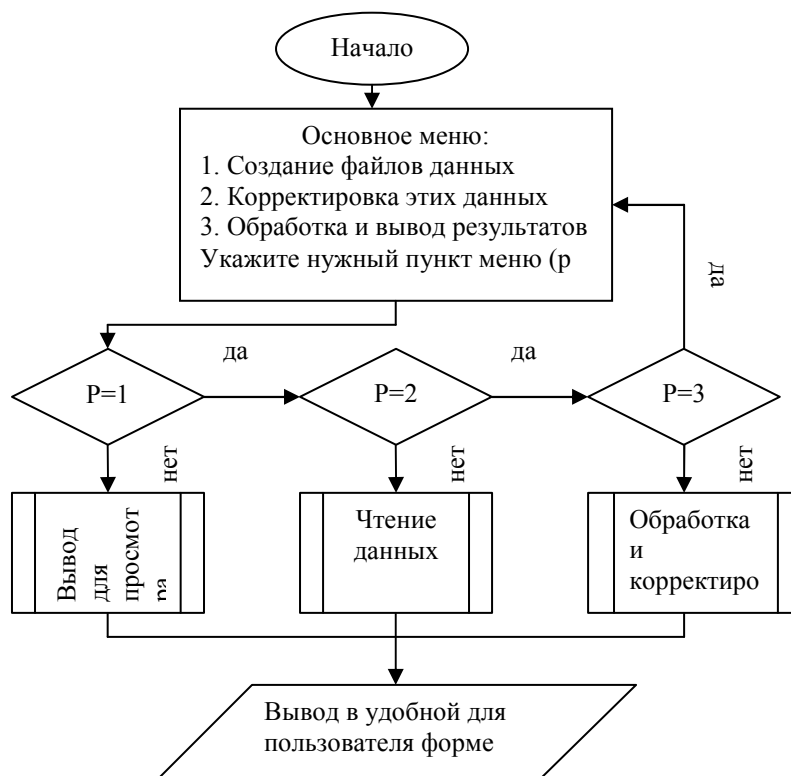 Начало
Основное меню:
1. Создание файлов данных
2. Корректировка этих данных
3. Обработка и вывод результатов
Укажите нужный пункт меню (р
да
да
да
P=1
P=2
P=3
нет
нет
нет
Вывод
для
просмот
ра
Чтение
данных
Обработка
и
корректиро
Вывод в удобной для
пользователя форме